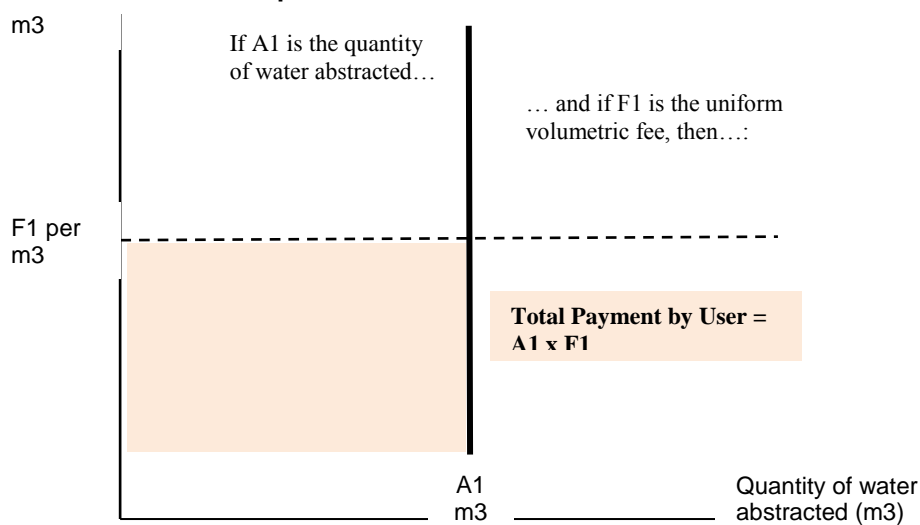 m3
If A1 is the quantity
of water abstracted…
… and if F1 is the uniform
volumetric fee, then…:
F1 per
m3
Total Payment by User =
A1 x F1
A1
m3
Quantity of water
abstracted (m3)